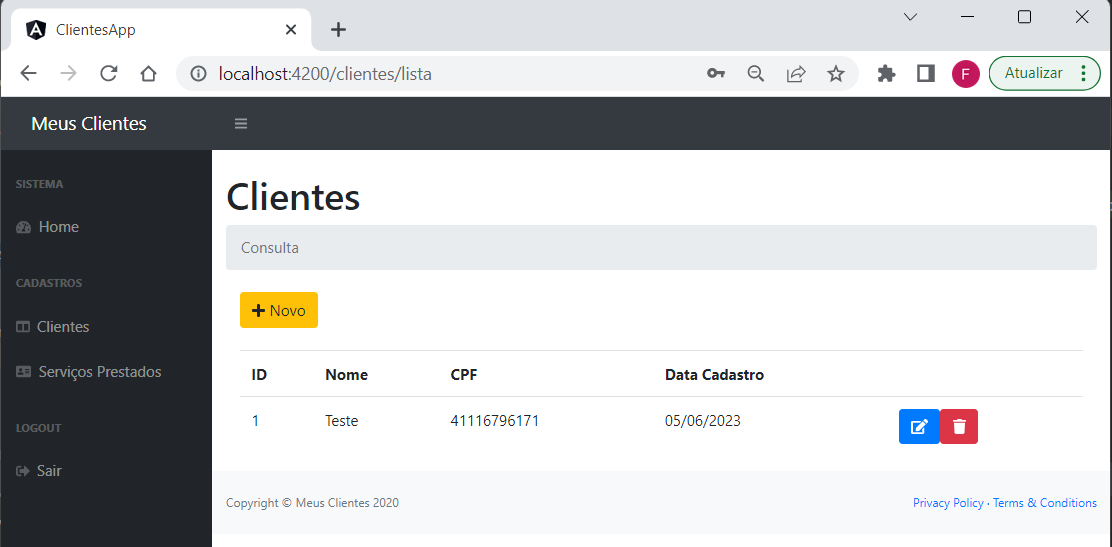 ClientesApp
localhost:4200/clientes/lista
F
Atualizar
Meus Clientes
SISTEMA
Home
CADASTROS
Clientes
Serviços Prestados
LOGOUT
Sair
Clientes
Consulta
Novo
ID Nome CPF Data Cadastro
1 Teste 41116796171 05/06/2023
Copyright © Meus Clientes 2020
Privacy Policy · Terms & Conditions